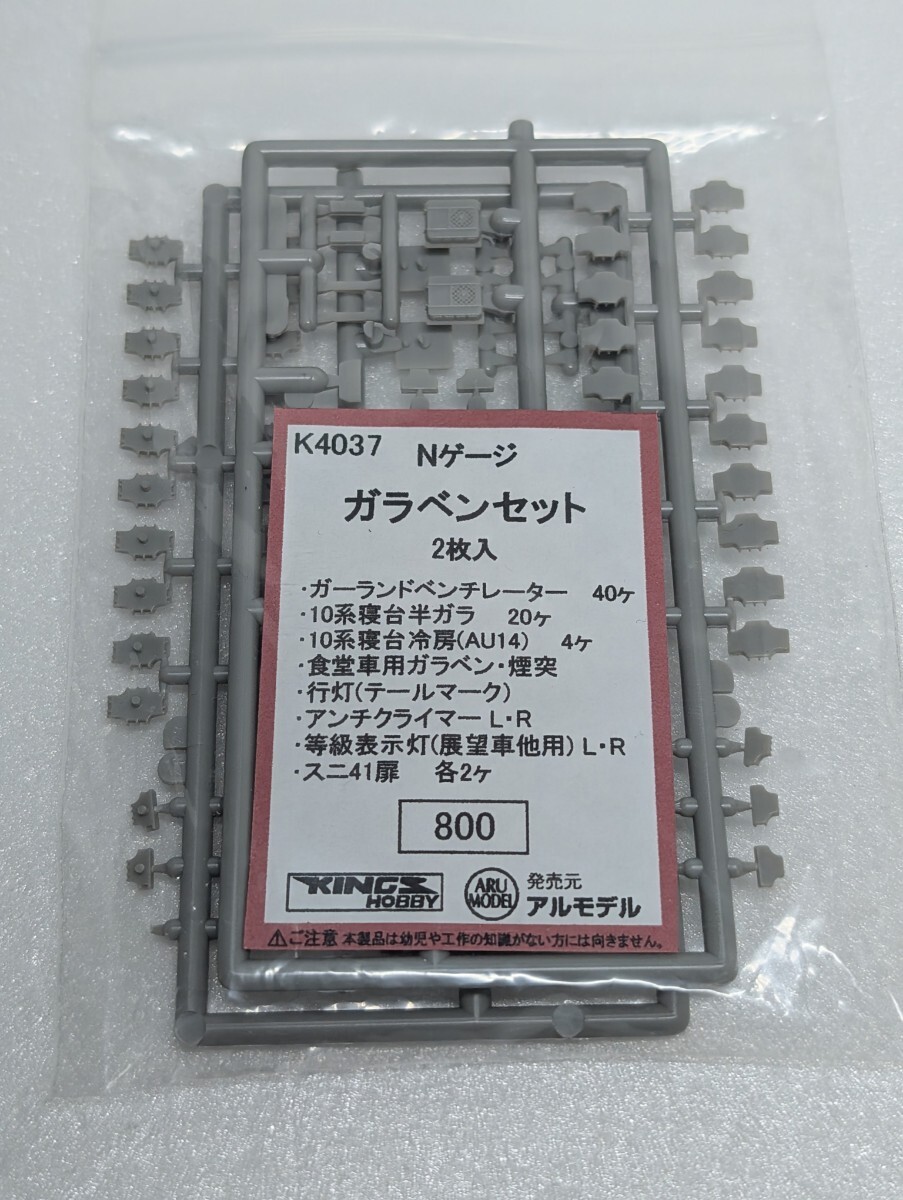 K4037 Nゲージ
ガラベンセット
2枚入
・ガーランドベンチレーター 40ヶ
・10系寝台半ガラ 20ヶ
・10系寝台冷房(AU14) 4ヶ
・食堂車用ガラベン・煙突
・行灯(テールマーク)
・アンチクライマー L・R
・等級表示灯(展望車他用) L・R
・スニ41扉 各2ヶ
800
KINGS HOBBY
ARU MODEL
発売元
アルモデル
⚠ご注意 本製品は幼児や工作の知識がない方には向きません。